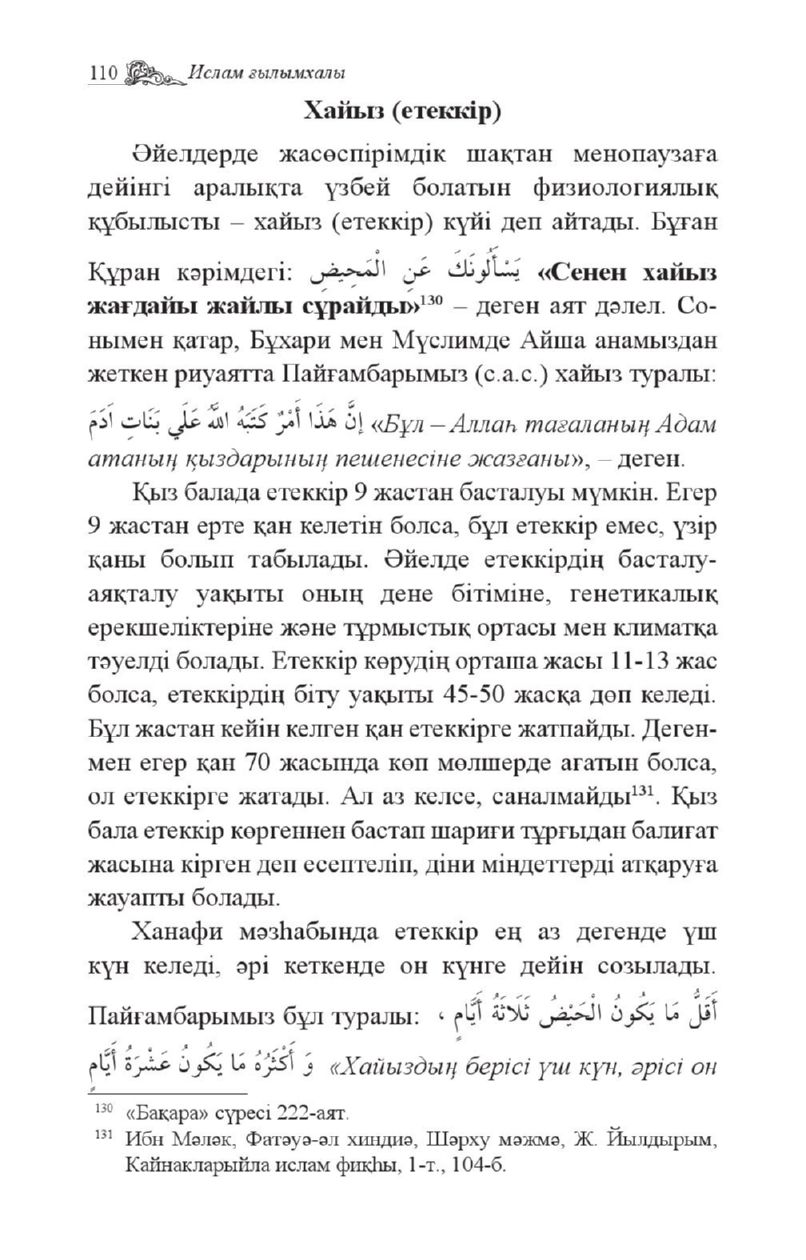 110 Ислам ғылымхалы
Хайыз (етеккір)
Әйелдерде жасөспірімдік шақтан менопаузаға
дейінгі аралықта үзбей болатын физиологиялық
құбылысты – хайыз (етеккір) күйі деп айтады. Бұған
Құран кәрімдегі: يَسْأَلُونَكَ عَنِ الْمَحِيضِ «Сенен хайыз
жағдайы жайлы сұрайды»¹³⁰ – деген аят дәлел. Со-
нымен қатар, Бұхари мен Мүслимде Айша анамыздан
жеткен риуаятта Пайғамбарымыз (с.а.с.) хайыз туралы:
إِنَّ هَذَا أَمْرٌ كَتَبَهُ اللَّهُ عَلَي بَنَاتِ آدَمَ «Бұл – Аллаһ тағаланың Адам
атаның қыздарының пешенесіне жазғаны», – деген.
Қыз балада етеккір 9 жастан басталуы мүмкін. Егер
9 жастан ерте қан келетін болса, бұл етеккір емес, үзір
қаны болып табылады. Әйелде етеккірдің басталу-
аяқталу уақыты оның дене бітіміне, генетикалық
ерекшеліктеріне және тұрмыстық ортасы мен климатқа
тәуелді болады. Етеккір көрудің орташа жасы 11-13 жас
болса, етеккірдің біту уақыты 45-50 жасқа дөп келеді.
Бұл жастан кейін келген қан етеккірге жатпайды. Деген-
мен егер қан 70 жасында көп мөлшерде ағатын болса,
ол етеккірге жатады. Ал аз келсе, саналмайды¹³¹. Қыз
бала етеккір көргеннен бастап шариғи тұрғыдан балиғат
жасына кірген деп есептеліп, діни міндеттерді атқаруға
жауапты болады.
Ханафи мәзһабында етеккір ең аз дегенде үш
күн келеді, әрі кеткенде он күнге дейін созылады.
Пайғамбарымыз бұл туралы: أَقَلُّ مَا يَكُونُ الْحَيْضُ ثَلَاثَةُ أَيَّامٍ ،
وَ أَكْثَرُهُ مَا يَكُونُ عَشْرَةُ أَيَّامٍ «Хайыздың берісі үш күн, әрісі он
¹³⁰ «Бақара» сүресі 222-аят.
¹³¹ Ибн Мәләк, Фатәуә-әл хиндиә, Шәрху мәжмә, Ж. Йылдырым,
Кайнакларыйла ислам фикһы, 1-т., 104-б.